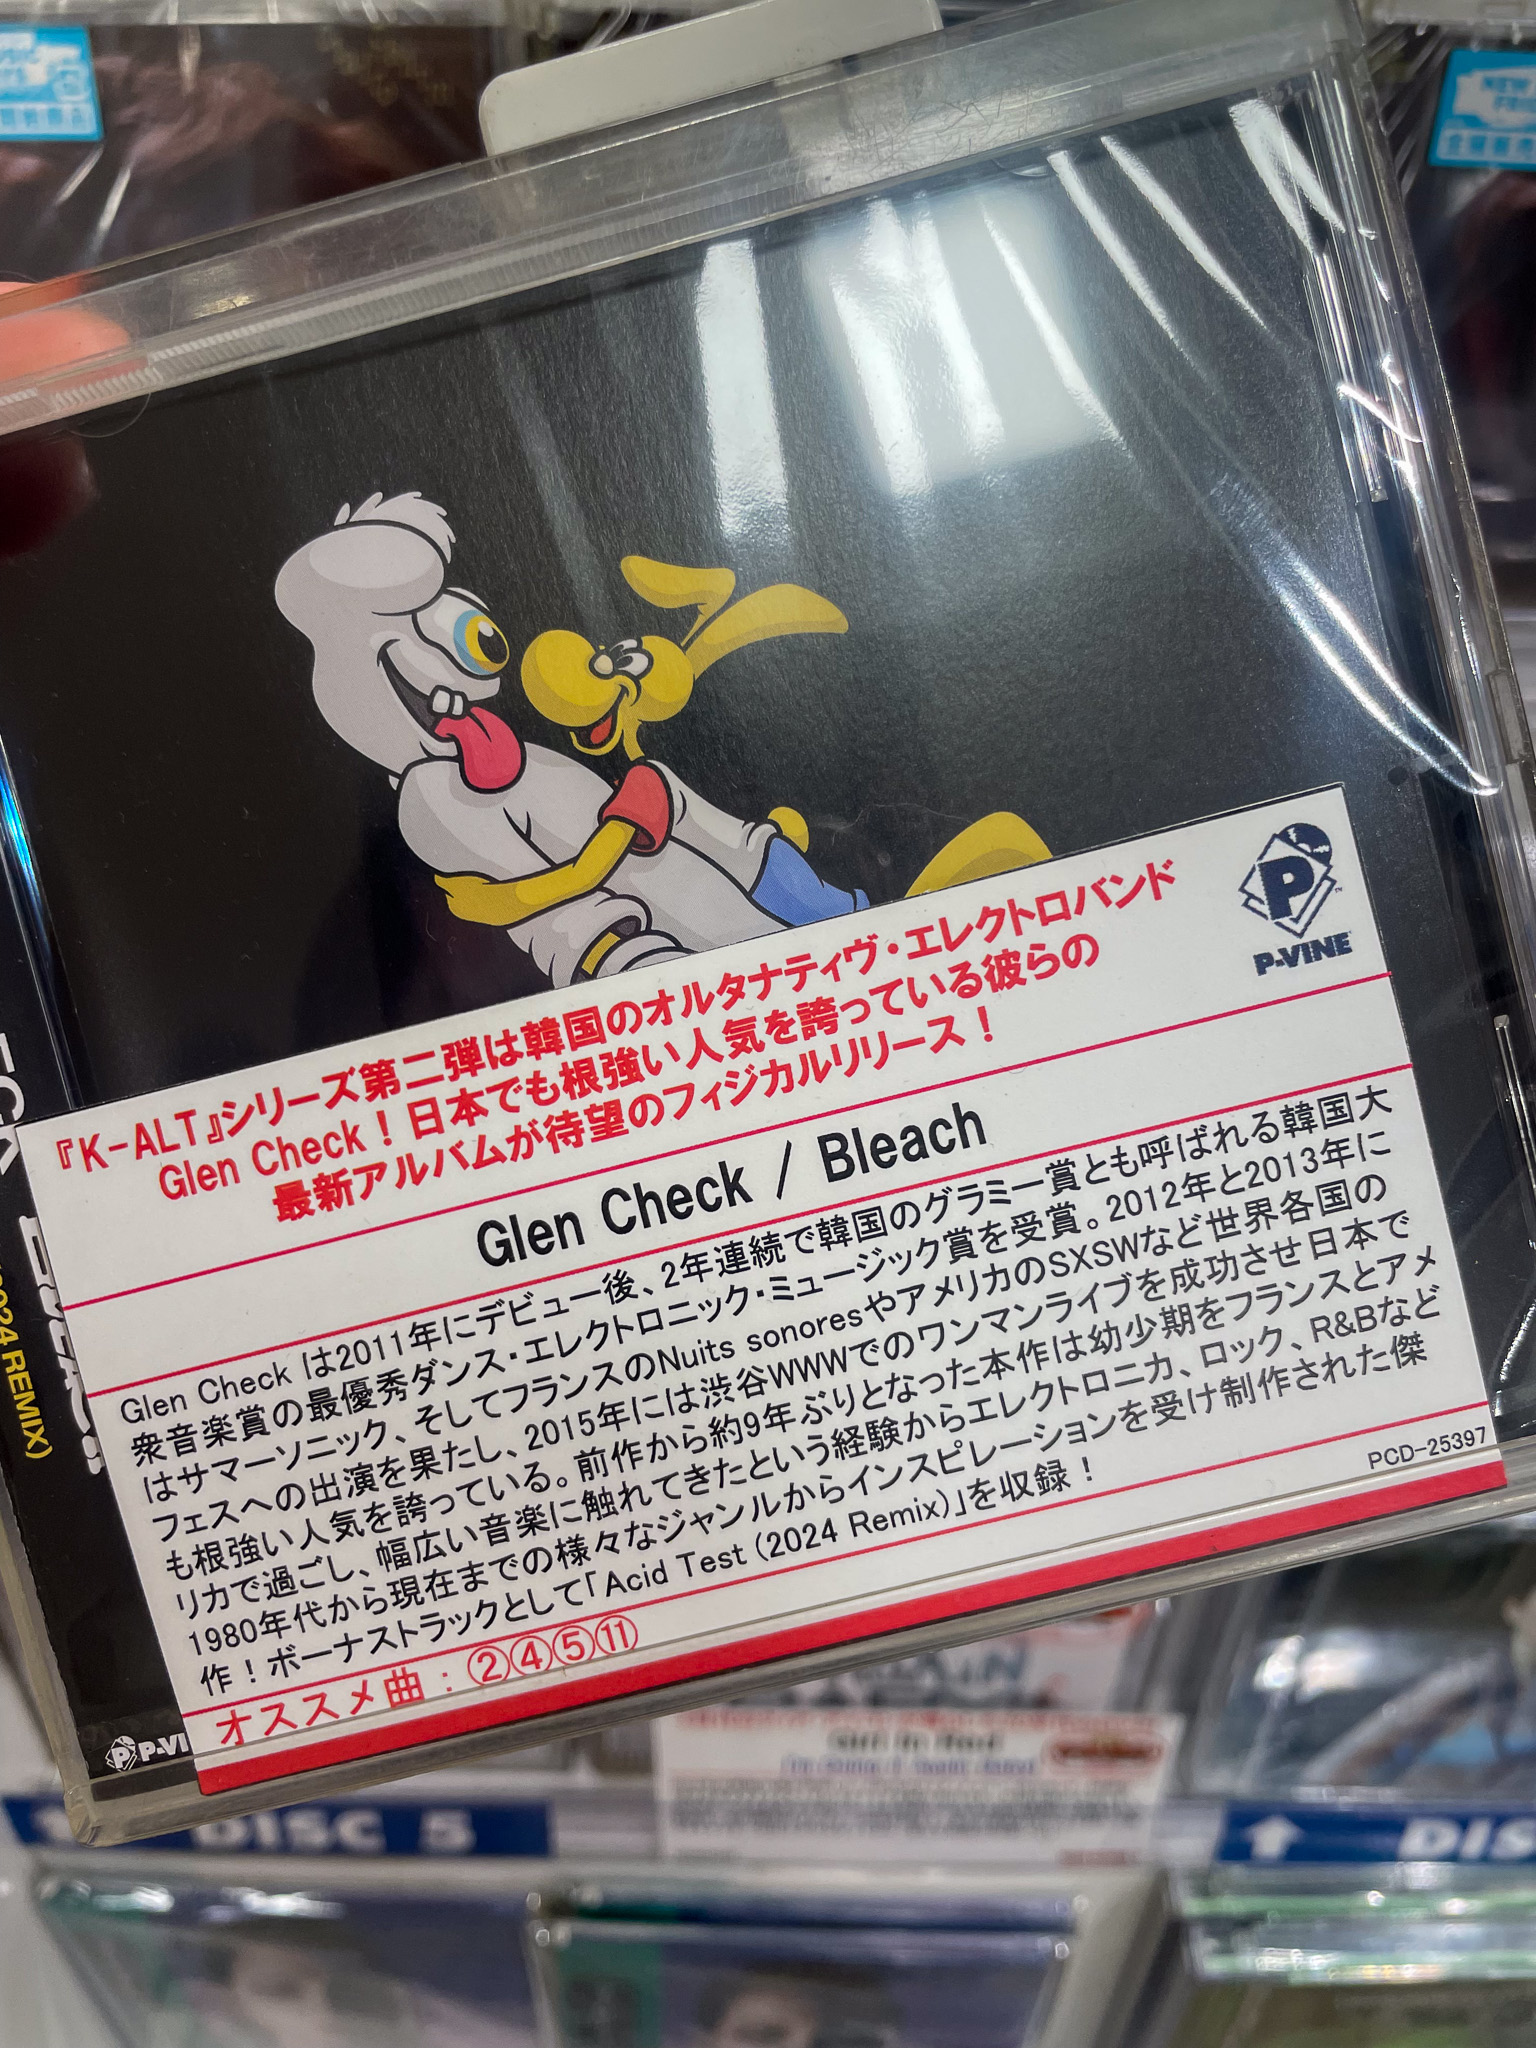 NEW
FRI
P-VINE
『K-ALT』シリーズ第二弾は韓国のオルタナティヴ・エレクトロバンド
Glen Check！日本でも根強い人気を誇っている彼らの
最新アルバムが待望のフィジカルリリース！
Glen Check / Bleach
Glen Check は2011年にデビュー後、2年連続で韓国のグラミー賞とも呼ばれる韓国大
衆音楽賞の最優秀ダンス・エレクトロニック・ミュージック賞を受賞。2012年と2013年に
はサマーソニック、そしてフランスのNuits sonoresやアメリカのSXSWなど世界各国の
フェスへの出演を果たし、2015年には渋谷WWWでのワンマンライブを成功させ日本で
も根強い人気を誇っている。前作から約9年ぶりとなった本作は幼少期をフランスとアメ
リカで過ごし、幅広い音楽に触れてきたという経験からエレクトロニカ、ロック、R&Bなど
1980年代から現在までの様々なジャンルからインスピレーションを受け制作された傑
作！ボーナストラックとして「Acid Test (2024 Remix)」を収録！
PCD-25397
オススメ曲：②④⑤⑪
2024 REMIX)
P-VI
DISC 5
DIS